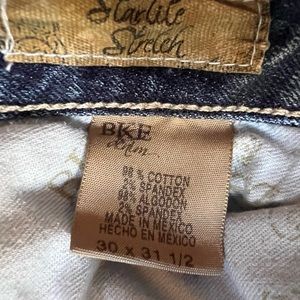 Starlite
Stretch
BKE
denim
98 % COTTON
2% SPANDEX
98% ALGODON
2% SPANDEX
MADE IN MEXICO
HECHO EN MEXICO
30 X 31 1/2